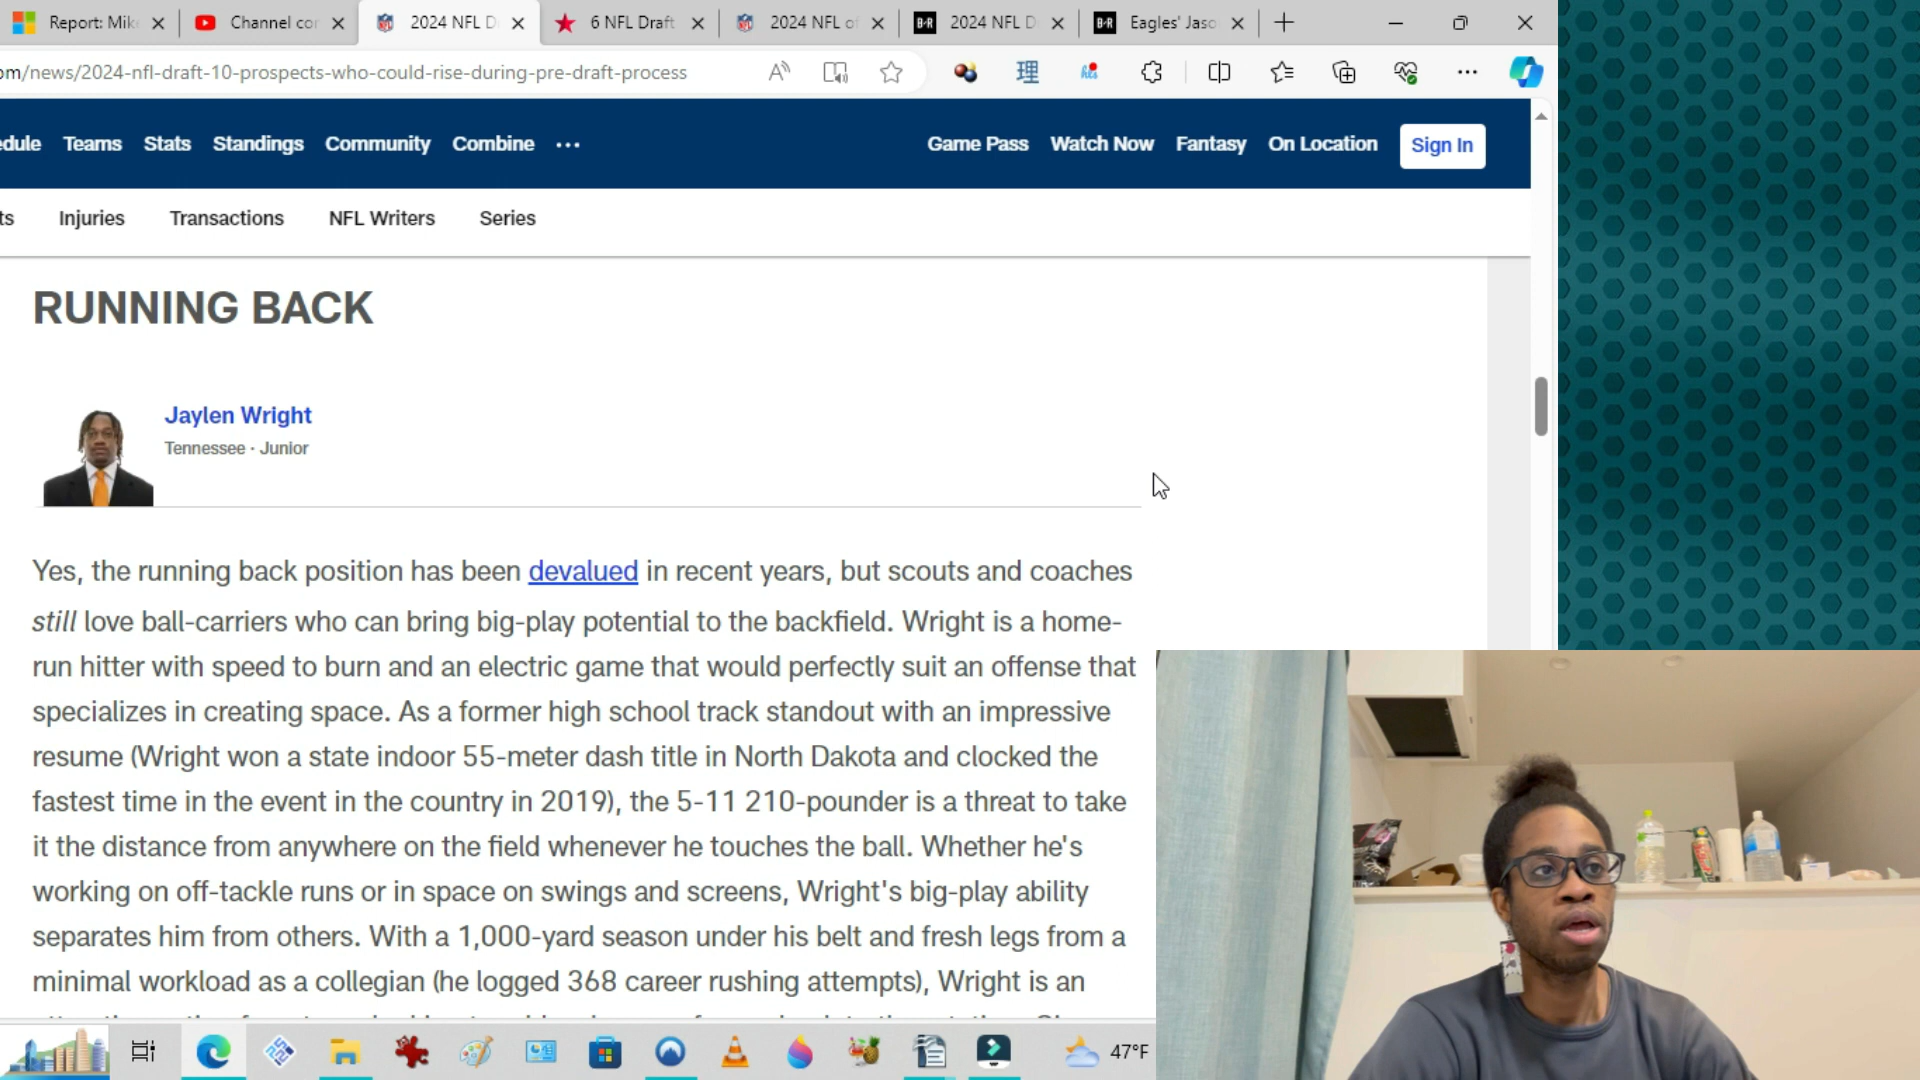 Report: Mik
Channel co
2024 NFL D
6 NFL Draft
2024 NFL o
B/R
2024 NFL D
B/R
Eagles' Jaso
om/news/2024-nfl-draft-10-prospects-who-could-rise-during-pre-draft-process
理
hls
edule
Teams
Stats
Standings
Community
Combine
Game Pass
Watch Now
Fantasy
On Location
Sign In
ts
Injuries
Transactions
NFL Writers
Series
RUNNING BACK
Jaylen Wright
Tennessee · Junior
Yes, the running back position has been devalued in recent years, but scouts and coaches
still love ball-carriers who can bring big-play potential to the backfield. Wright is a home-
run hitter with speed to burn and an electric game that would perfectly suit an offense that
specializes in creating space. As a former high school track standout with an impressive
resume (Wright won a state indoor 55-meter dash title in North Dakota and clocked the
fastest time in the event in the country in 2019), the 5-11 210-pounder is a threat to take
it the distance from anywhere on the field whenever he touches the ball. Whether he's
working on off-tackle runs or in space on swings and screens, Wright's big-play ability
separates him from others. With a 1,000-yard season under his belt and fresh legs from a
minimal workload as a collegian (he logged 368 career rushing attempts), Wright is an
47°F